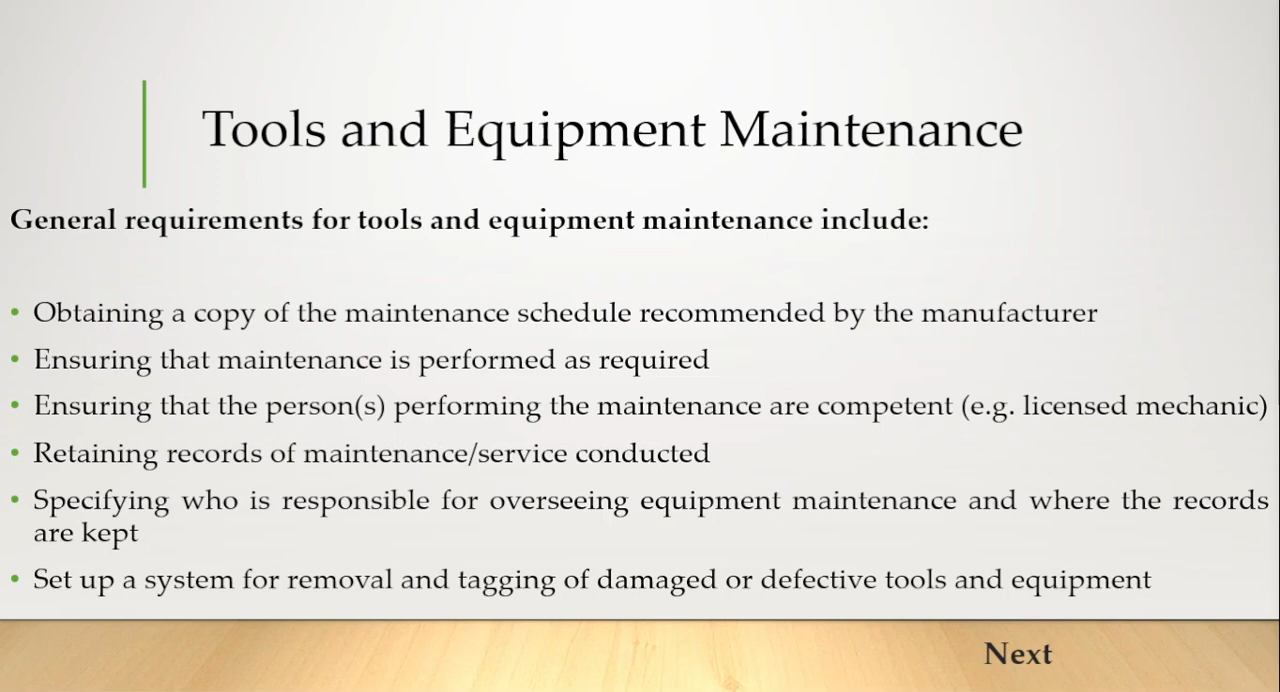 Tools and Equipment Maintenance
General requirements for tools and equipment maintenance include:
• Obtaining a copy of the maintenance schedule recommended by the manufacturer
• Ensuring that maintenance is performed as required
• Ensuring that the person(s) performing the maintenance are competent (e.g. licensed mechanic)
• Retaining records of maintenance/service conducted
• Specifying who is responsible for overseeing equipment maintenance and where the records
are kept
• Set up a system for removal and tagging of damaged or defective tools and equipment
Next